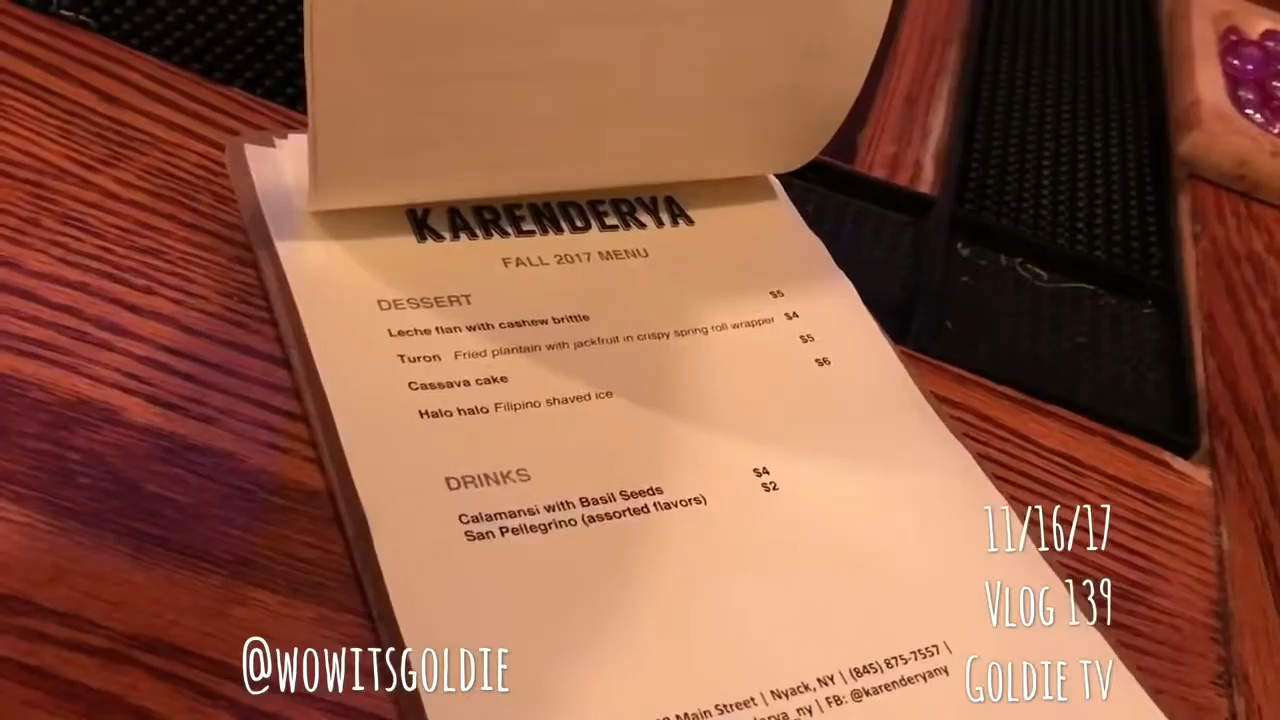 KARENDERYA
FALL 2017 MENU
DESSERT
Leche flan with cashew brittle $5
Turon Fried plantain with jackfruit in crispy spring roll wrapper $4
Cassava cake $5
Halo halo Filipino shaved ice $6
DRINKS
Calamansi with Basil Seeds $4
San Pellegrino (assorted flavors) $2
Main Street | Nyack, NY | (845) 875-7557 |
| FB: @karenderyany
11/16/17
Vlog 139
Goldie TV
@wowitsgoldie